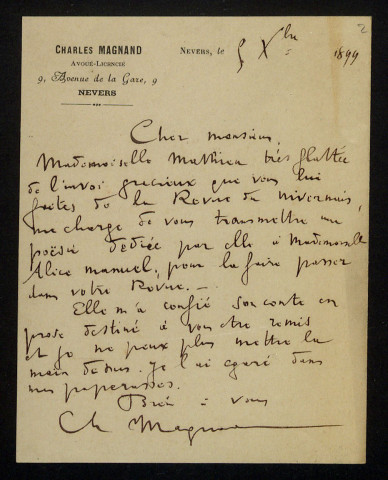 2
CHARLES MAGNAND
AVOUÉ-LICENCIÉ
9, Avenue de la Gare, 9
NEVERS
NEVERS, le 5 Xbre 1899
Cher monsieur,
Mademoiselle Mathieu très flattée
de l'envoi gracieux que vous lui
faites de la Revue du nivernais,
me charge de vous transmettre une
poësie dédiée par elle à Mademoiselle
Alice manuel, pour la faire passer
dans votre Revue. —
Elle m'a confié son conte en
prose destiné à vous être remis
et je ne peux plus mettre la
main dessus. Je l'ai égaré dans
mes paperasses.
Bien à vous
Ch Magnand